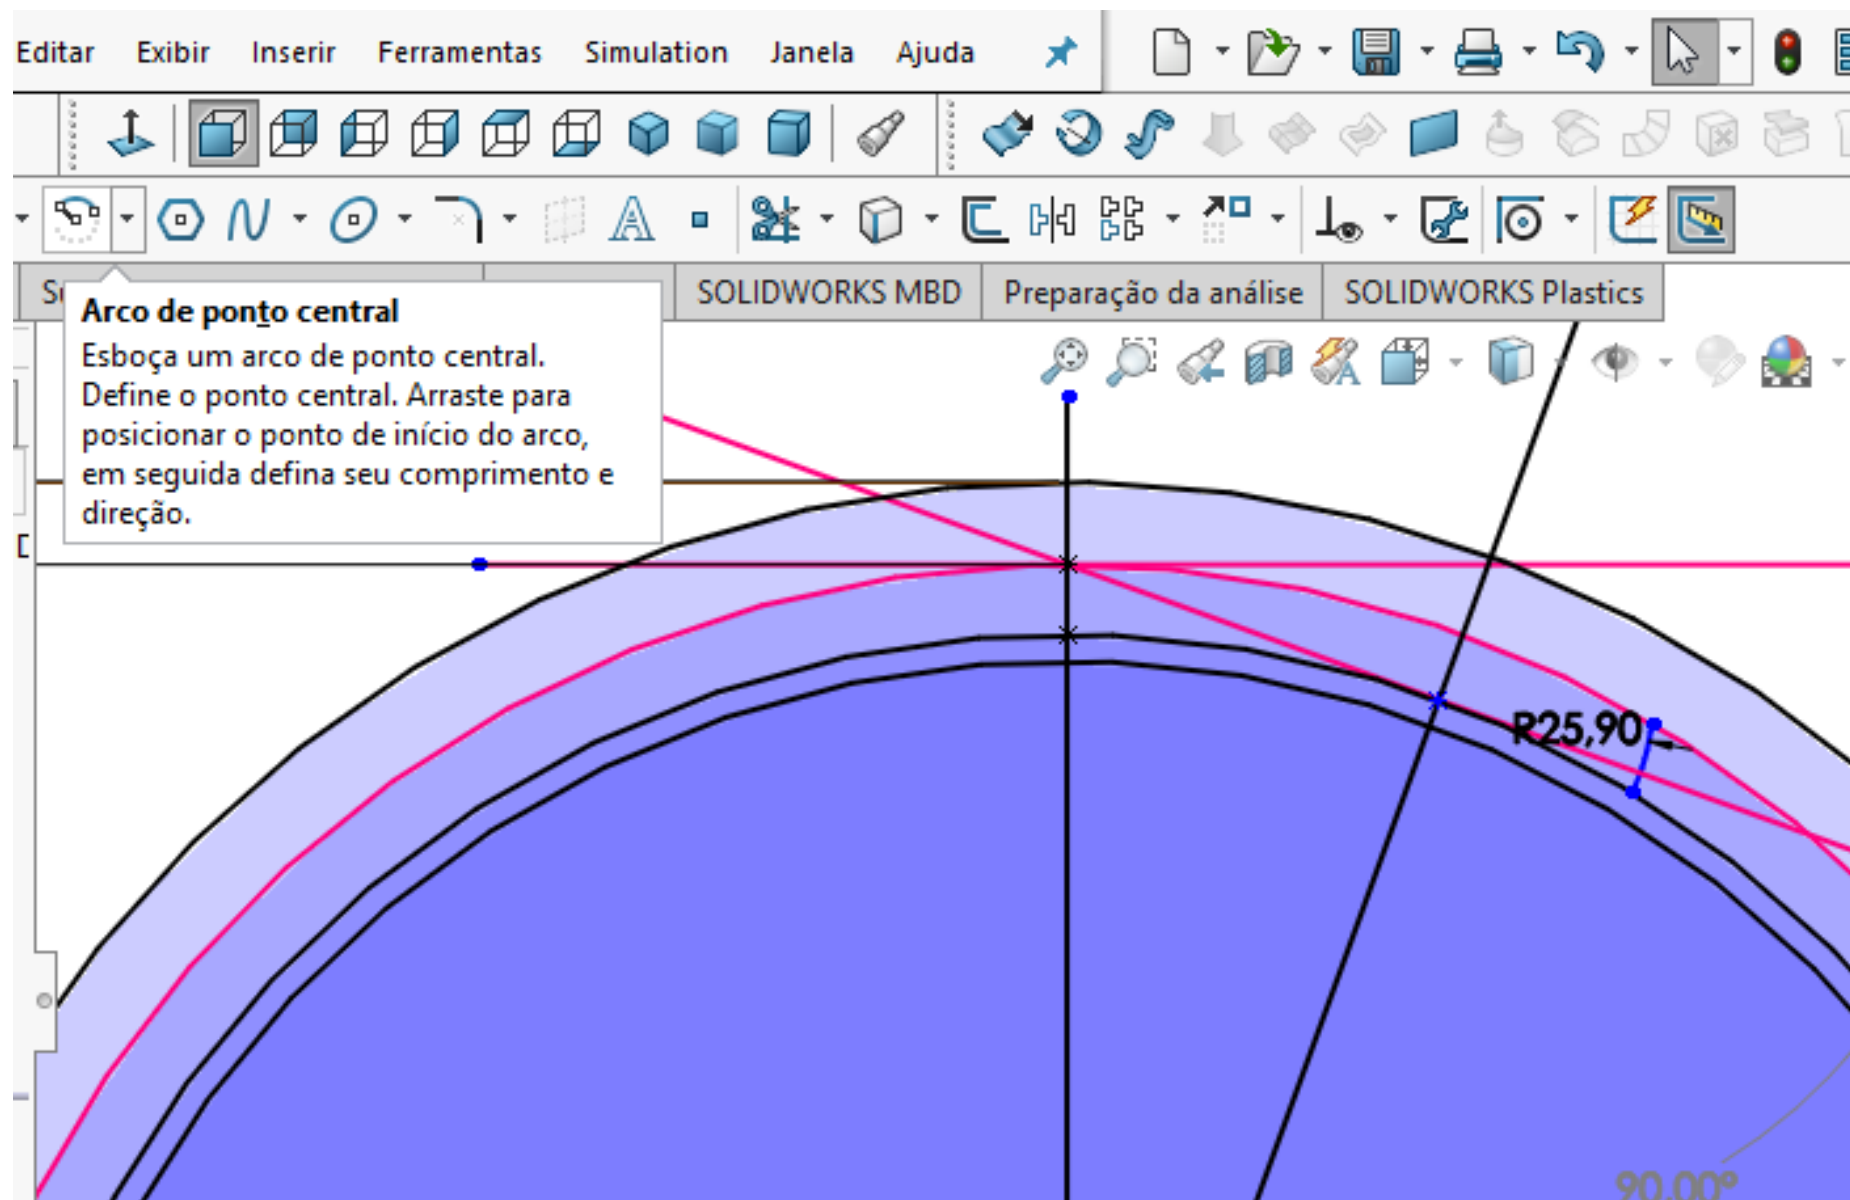 Editar Exibir Inserir Ferramentas Simulation Janela Ajuda
SOLIDWORKS MBD Preparação da análise SOLIDWORKS Plastics
Arco de ponto central
Esboça um arco de ponto central.
Define o ponto central. Arraste para
posicionar o ponto de início do arco,
em seguida defina seu comprimento e
direção.
R25,90
90,00°